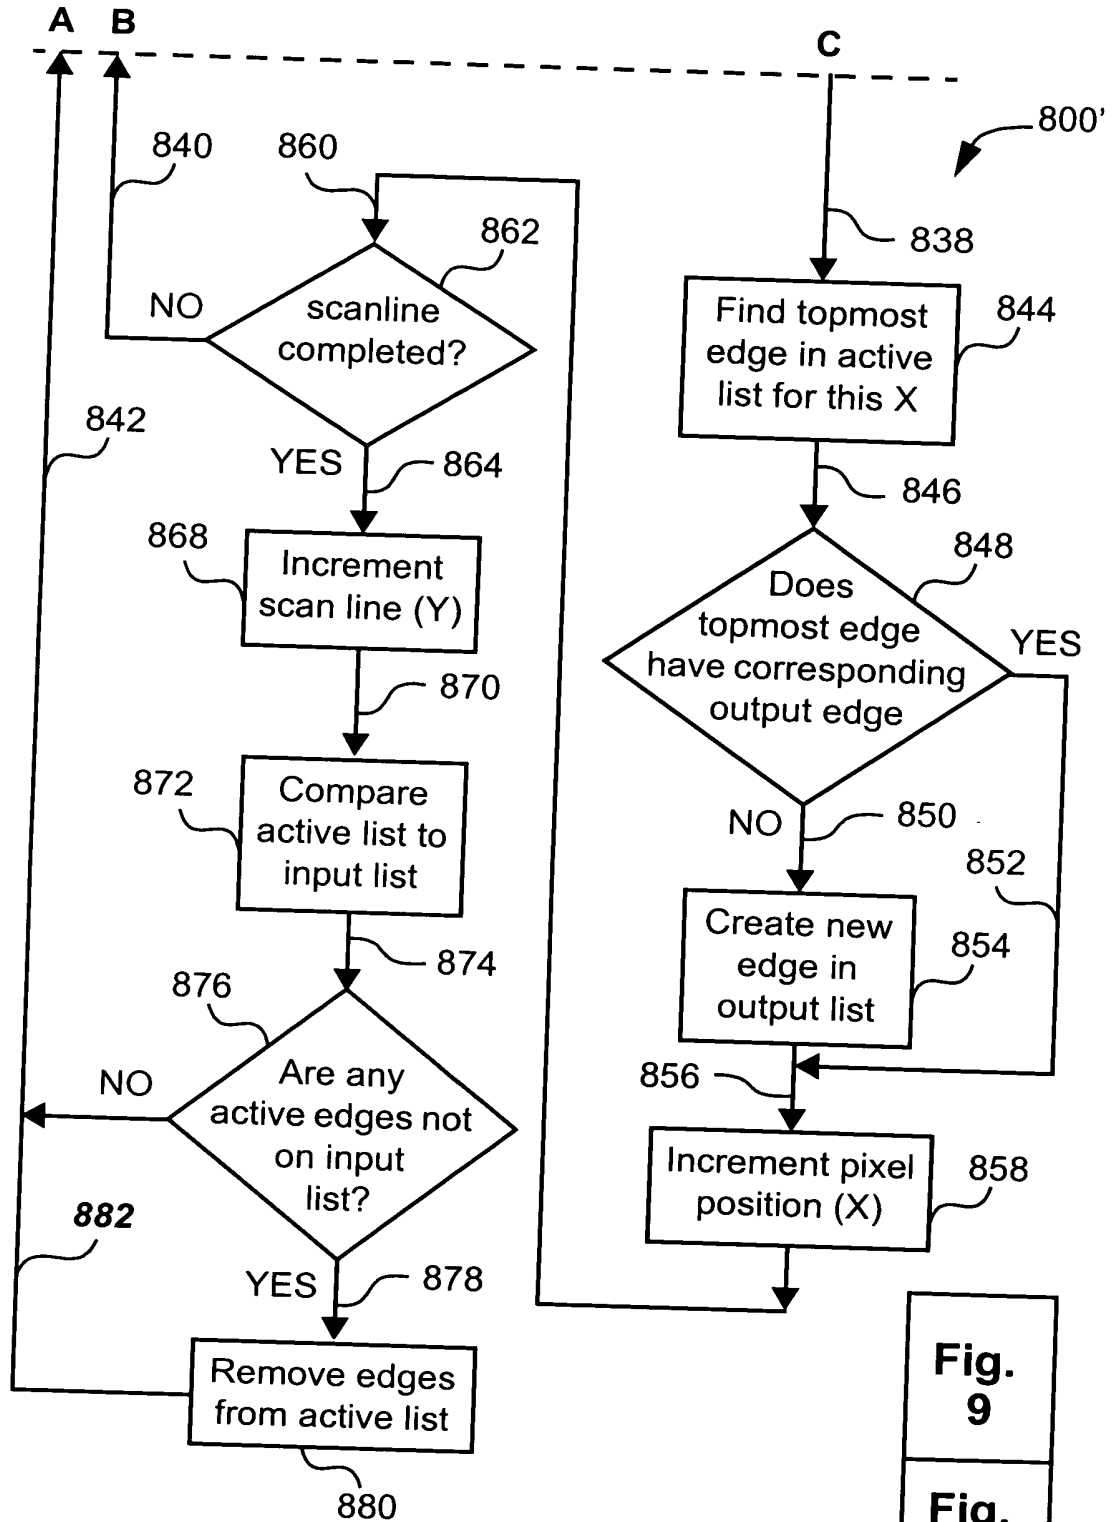 A B
C
800'
840
860
862
838
NO
scanline
completed?
Find topmost
edge in active
list for this X
844
842
YES
864
846
868
Increment
scan line (Y)
848
Does
topmost edge
have corresponding
output edge
YES
870
872
Compare
active list to
input list
NO
850
852
874
Create new
edge in
output list
854
876
NO
Are any
active edges not
on input
list?
856
Increment pixel
position (X)
858
882
YES
878
Remove edges
from active list
880
Fig.
9
Fig.